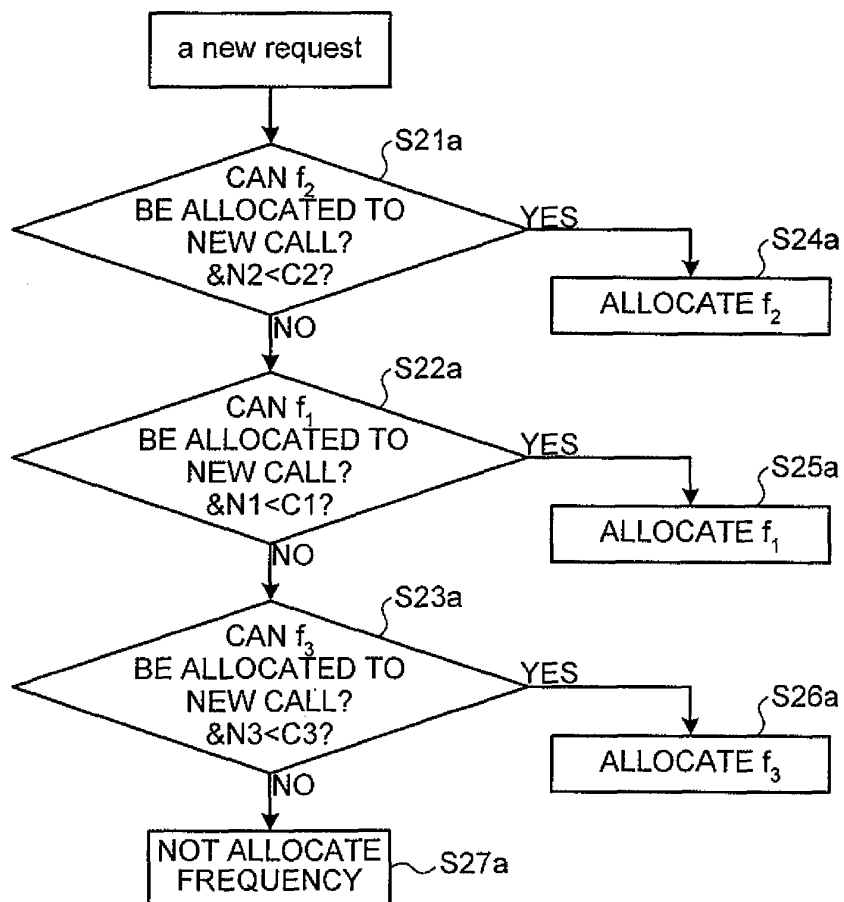 a new request
S21a
CAN f₂
BE ALLOCATED TO
NEW CALL?
&N2<C2?
YES
S24a
ALLOCATE f₂
NO
S22a
CAN f₁
BE ALLOCATED TO
NEW CALL?
&N1<C1?
YES
S25a
ALLOCATE f₁
NO
S23a
CAN f₃
BE ALLOCATED TO
NEW CALL?
&N3<C3?
YES
S26a
ALLOCATE f₃
NO
NOT ALLOCATE
FREQUENCY
S27a